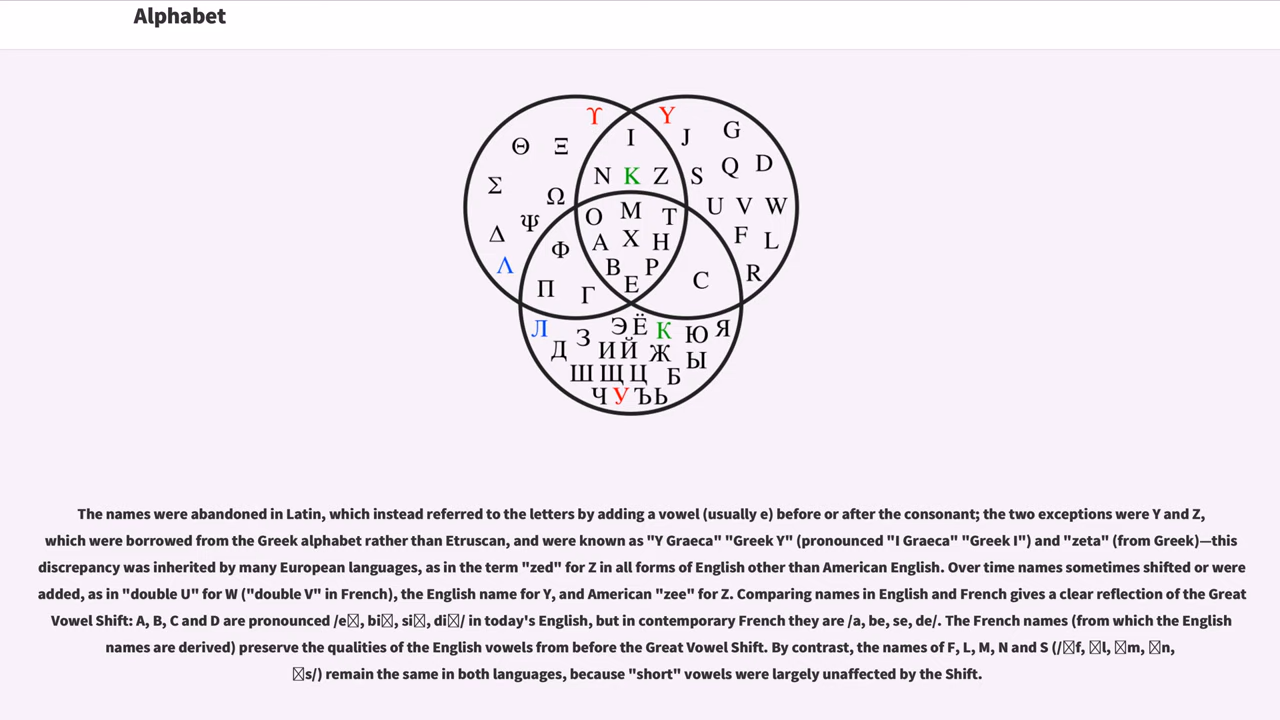 Alphabet
ϒ Y
I J G
Θ Ξ
Q D
N K Z S
Σ
Ω
O M T U V W
Ψ
Δ A X H F L
Φ
Λ B P R
Π Γ E C
Л З Э Ё К Ю Я
Д И Й Ж Ы
Ш Щ Ц Б
Ч У Ъ Ь
The names were abandoned in Latin, which instead referred to the letters by adding a vowel (usually e) before or after the consonant; the two exceptions were Y and Z,
which were borrowed from the Greek alphabet rather than Etruscan, and were known as "Y Graeca" "Greek Y" (pronounced "I Graeca" "Greek I") and "zeta" (from Greek)—this
discrepancy was inherited by many European languages, as in the term "zed" for Z in all forms of English other than American English. Over time names sometimes shifted or were
added, as in "double U" for W ("double V" in French), the English name for Y, and American "zee" for Z. Comparing names in English and French gives a clear reflection of the Great
Vowel Shift: A, B, C and D are pronounced /e▯, bi▯, si▯, di▯/ in today's English, but in contemporary French they are /a, be, se, de/. The French names (from which the English
names are derived) preserve the qualities of the English vowels from before the Great Vowel Shift. By contrast, the names of F, L, M, N and S (/▯f, ▯l, ▯m, ▯n,
▯s/) remain the same in both languages, because "short" vowels were largely unaffected by the Shift.